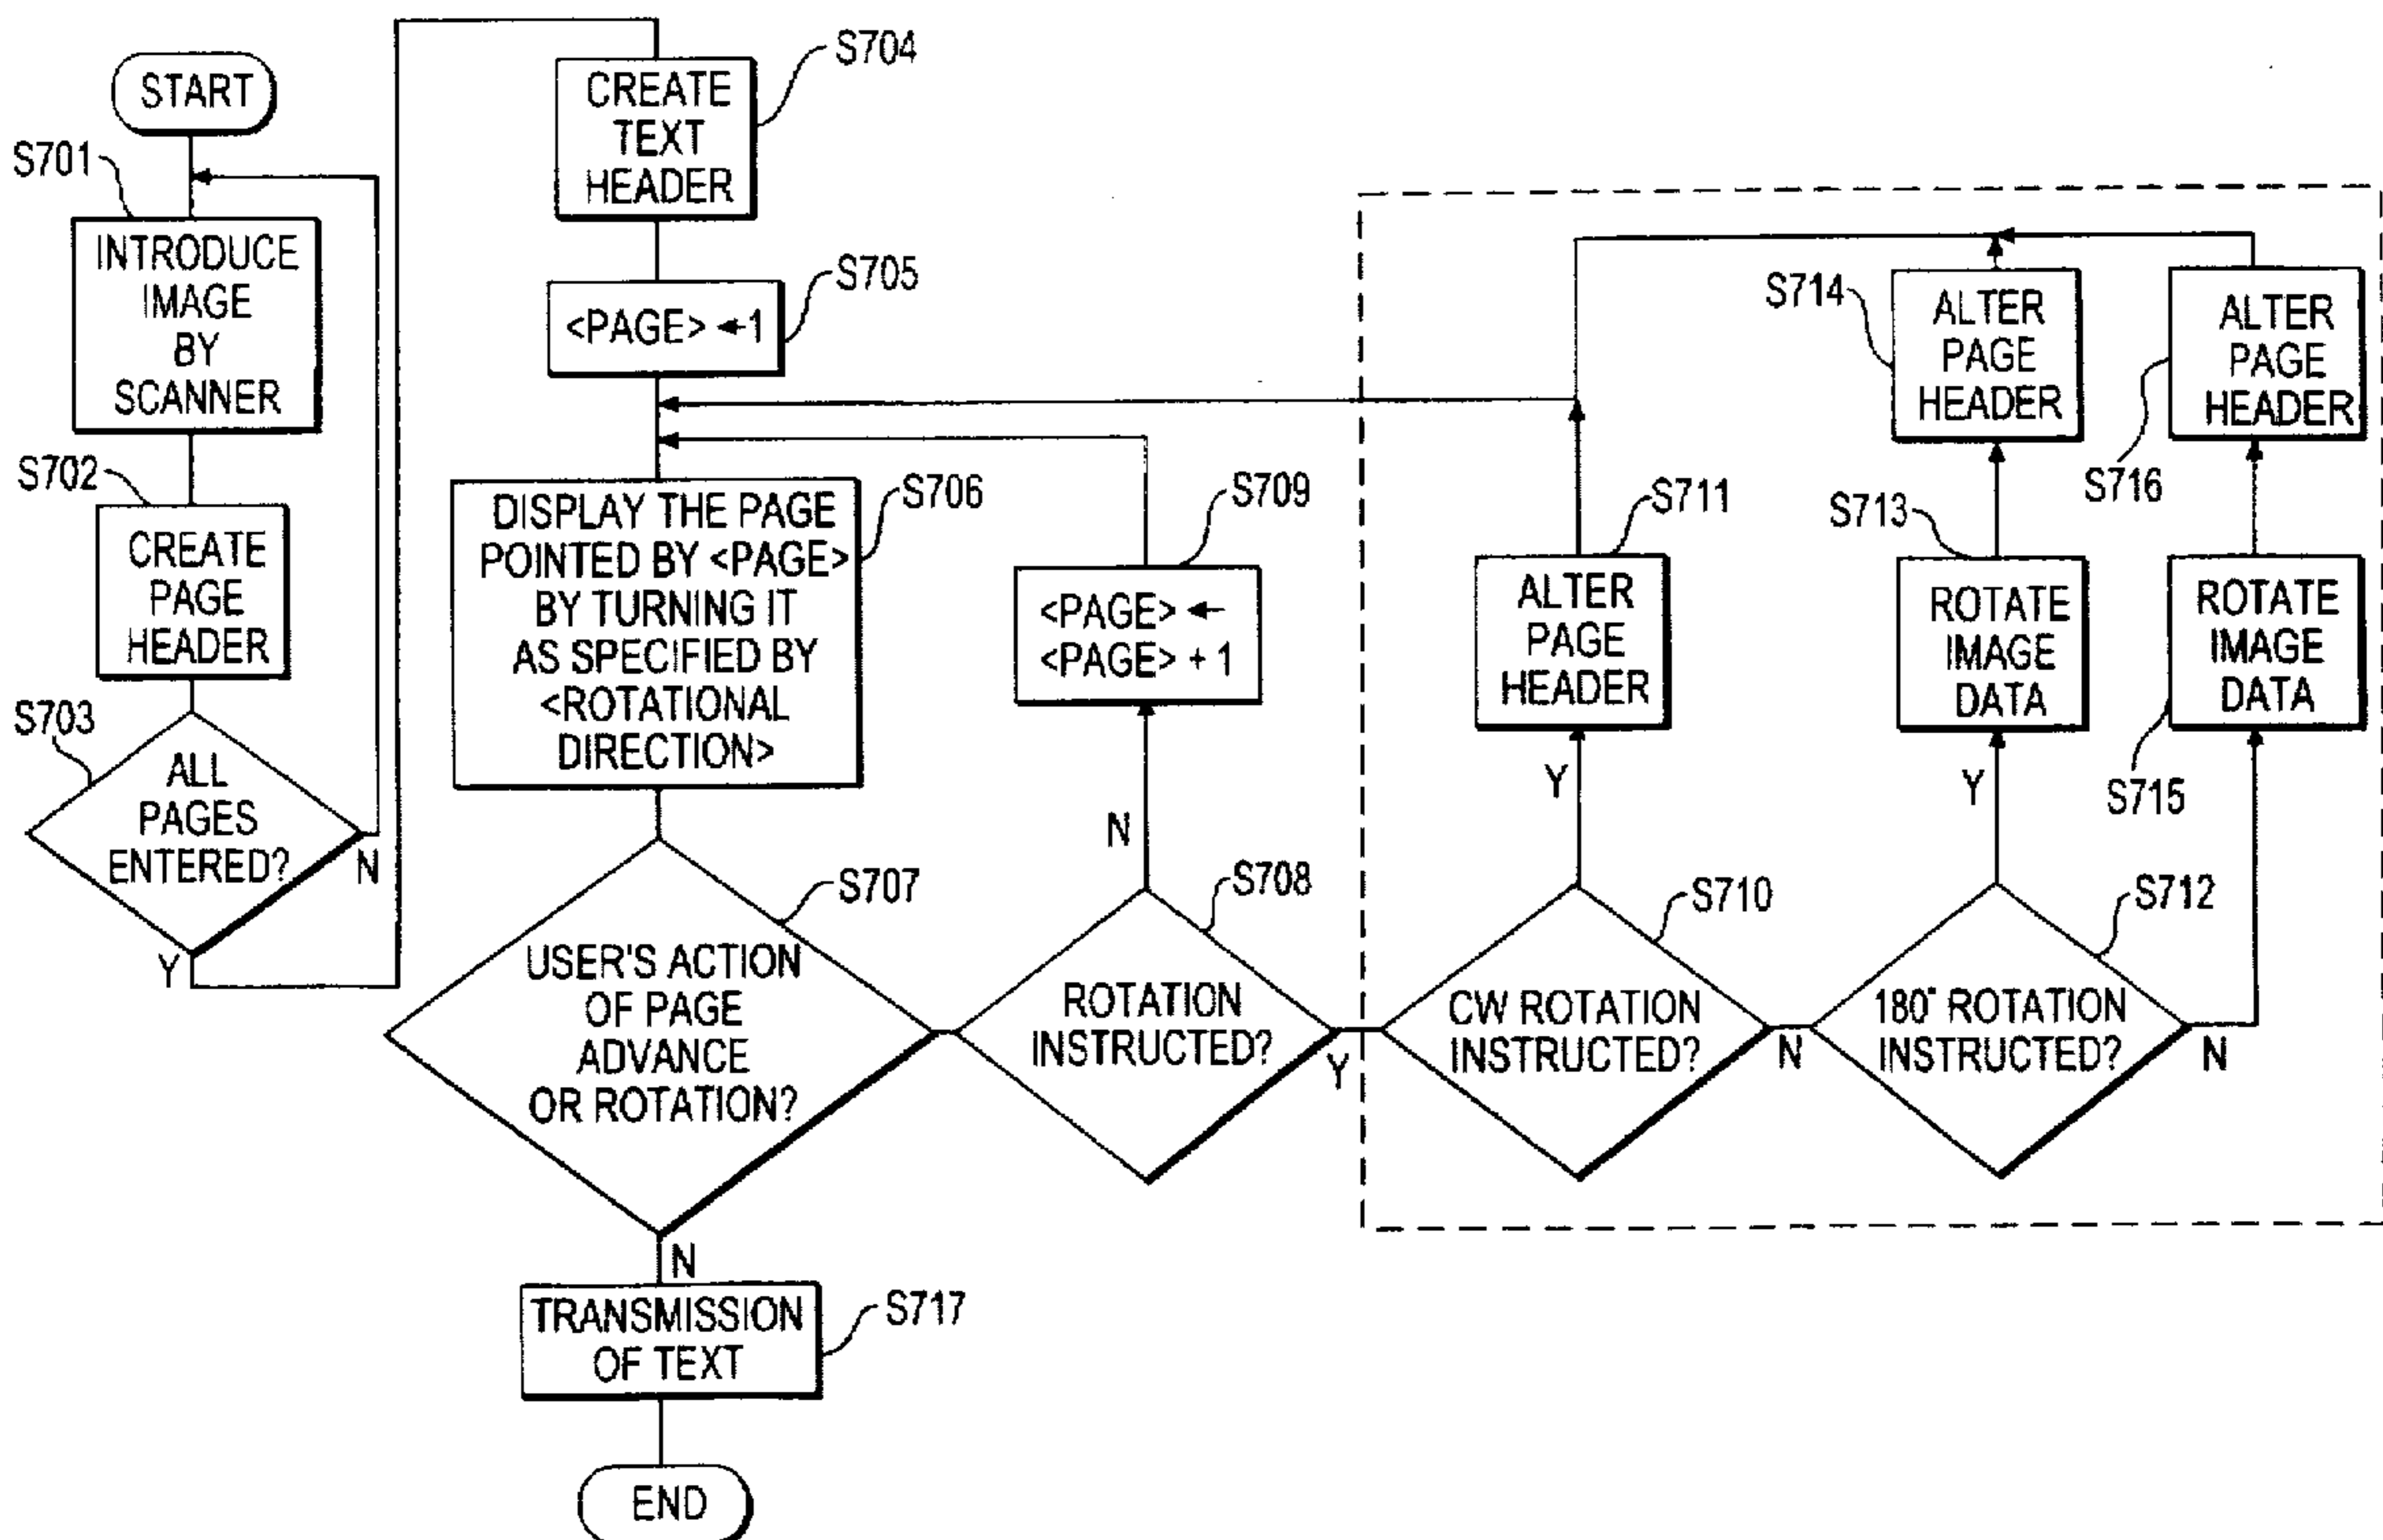 START
S701
INTRODUCE
IMAGE
BY
SCANNER
S702
CREATE
PAGE
HEADER
S703
ALL
PAGES
ENTERED?
N
Y
S704
CREATE
TEXT
HEADER
S705
<PAGE> ←1
S706
DISPLAY THE PAGE
POINTED BY <PAGE>
BY TURNING IT
AS SPECIFIED BY
<ROTATIONAL
DIRECTION>
S707
USER'S ACTION
OF PAGE
ADVANCE
OR ROTATION?
N
S717
TRANSMISSION
OF TEXT
END
S709
<PAGE> ←
<PAGE> + 1
N
S708
ROTATION
INSTRUCTED?
Y
S711
ALTER
PAGE
HEADER
Y
S710
CW ROTATION
INSTRUCTED?
N
S714
ALTER
PAGE
HEADER
S713
ROTATE
IMAGE
DATA
Y
S712
180° ROTATION
INSTRUCTED?
N
S716
ALTER
PAGE
HEADER
S715
ROTATE
IMAGE
DATA